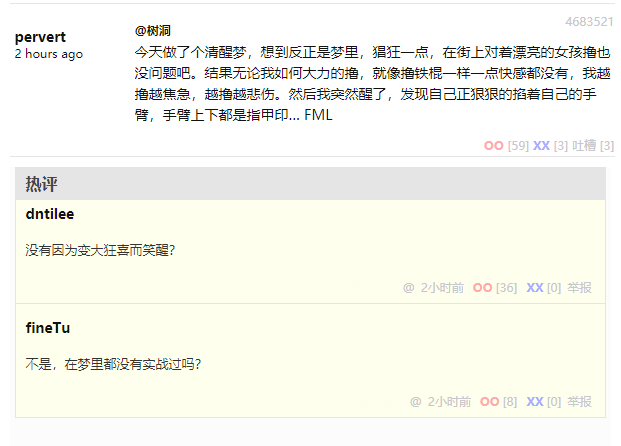 4683521
pervert
2 hours ago
@树洞
今天做了个清醒梦，想到反正是梦里，猖狂一点，在街上对着漂亮的女孩撸也
没问题吧。结果无论我如何大力的撸，就像撸铁棍一样一点快感都没有，我越
撸越焦急，越撸越悲伤。然后我突然醒了，发现自己正狠狠的掐着自己的手
臂，手臂上下都是指甲印... FML
OO [59] XX [3] 吐槽 [3]
热评
dntilee
没有因为变大狂喜而笑醒?
@ 2小时前 OO [36] XX [0] 举报
fineTu
不是，在梦里都没有实战过吗?
@ 2小时前 OO [8] XX [0] 举报